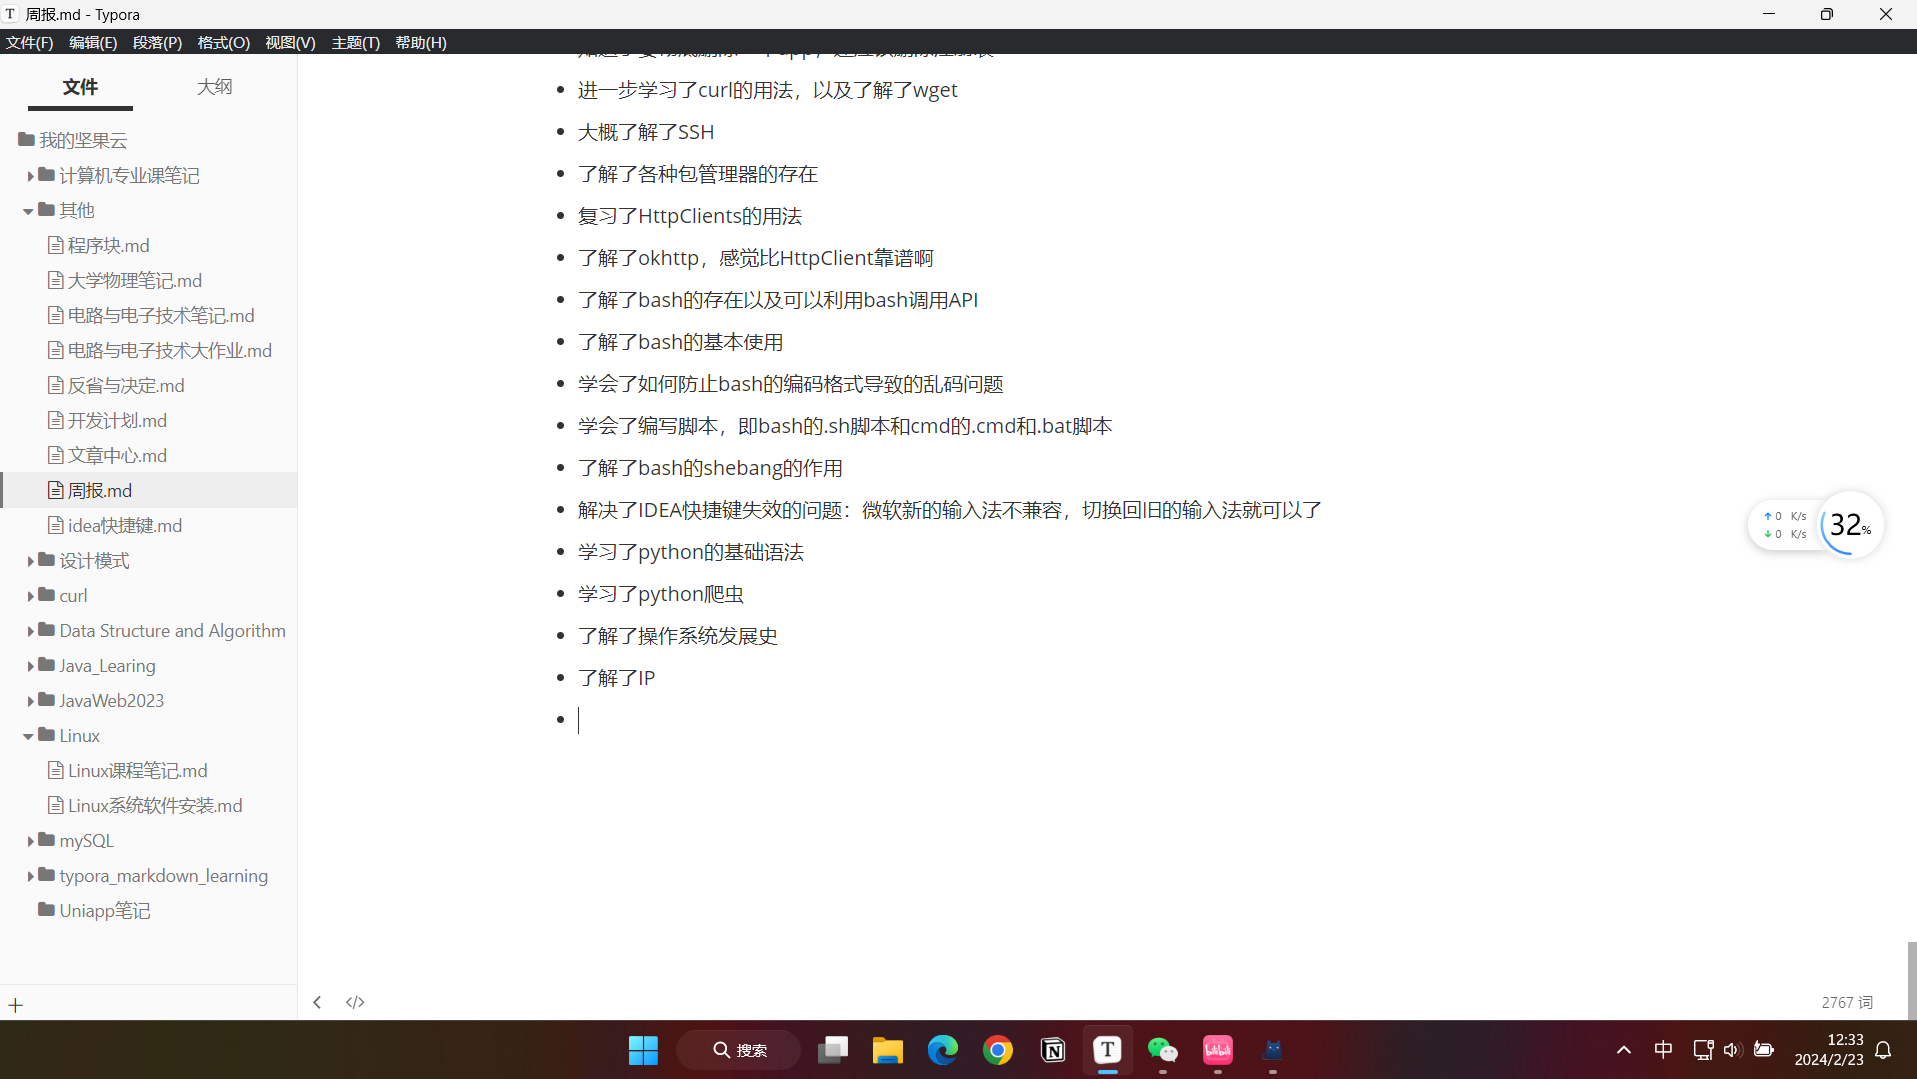 周报.md - Typora
文件(F) 编辑(E) 段落(P) 格式(O) 视图(V) 主题(T) 帮助(H)
文件 大纲
我的坚果云
计算机专业课笔记
其他
程序块.md
大学物理笔记.md
电路与电子技术笔记.md
电路与电子技术大作业.md
反省与决定.md
开发计划.md
文章中心.md
周报.md
idea快捷键.md
设计模式
curl
Data Structure and Algorithm
Java_Learing
JavaWeb2023
Linux
Linux课程笔记.md
Linux系统软件安装.md
mySQL
typora_markdown_learning
Uniapp笔记
进一步学习了curl的用法，以及了解了wget
大概了解了SSH
了解了各种包管理器的存在
复习了HttpClients的用法
了解了okhttp，感觉比HttpClient靠谱啊
了解了bash的存在以及可以利用bash调用API
了解了bash的基本使用
学会了如何防止bash的编码格式导致的乱码问题
学会了编写脚本，即bash的.sh脚本和cmd的.cmd和.bat脚本
了解了bash的shebang的作用
解决了IDEA快捷键失效的问题：微软新的输入法不兼容，切换回旧的输入法就可以了
学习了python的基础语法
学习了python爬虫
了解了操作系统发展史
了解了IP
0 K/s
0 K/s
32%
2767 词
搜索
bilibili
中
12:33
2024/2/23